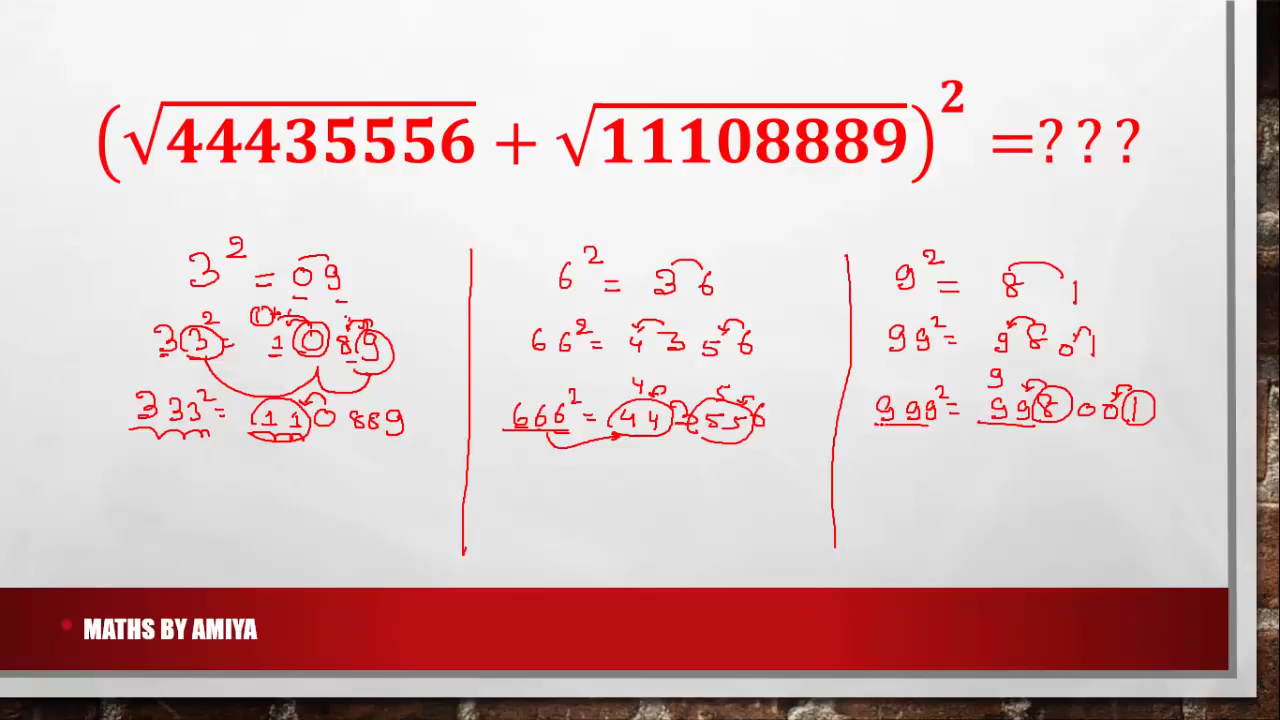 (√44435556 + √11108889)² =???
3² = 09
33² = 1089
333² = 110889
6² = 36
66² = 4356
666² = 443556
9² = 81
99² = 9801
999² = 998001
• MATHS BY AMIYA